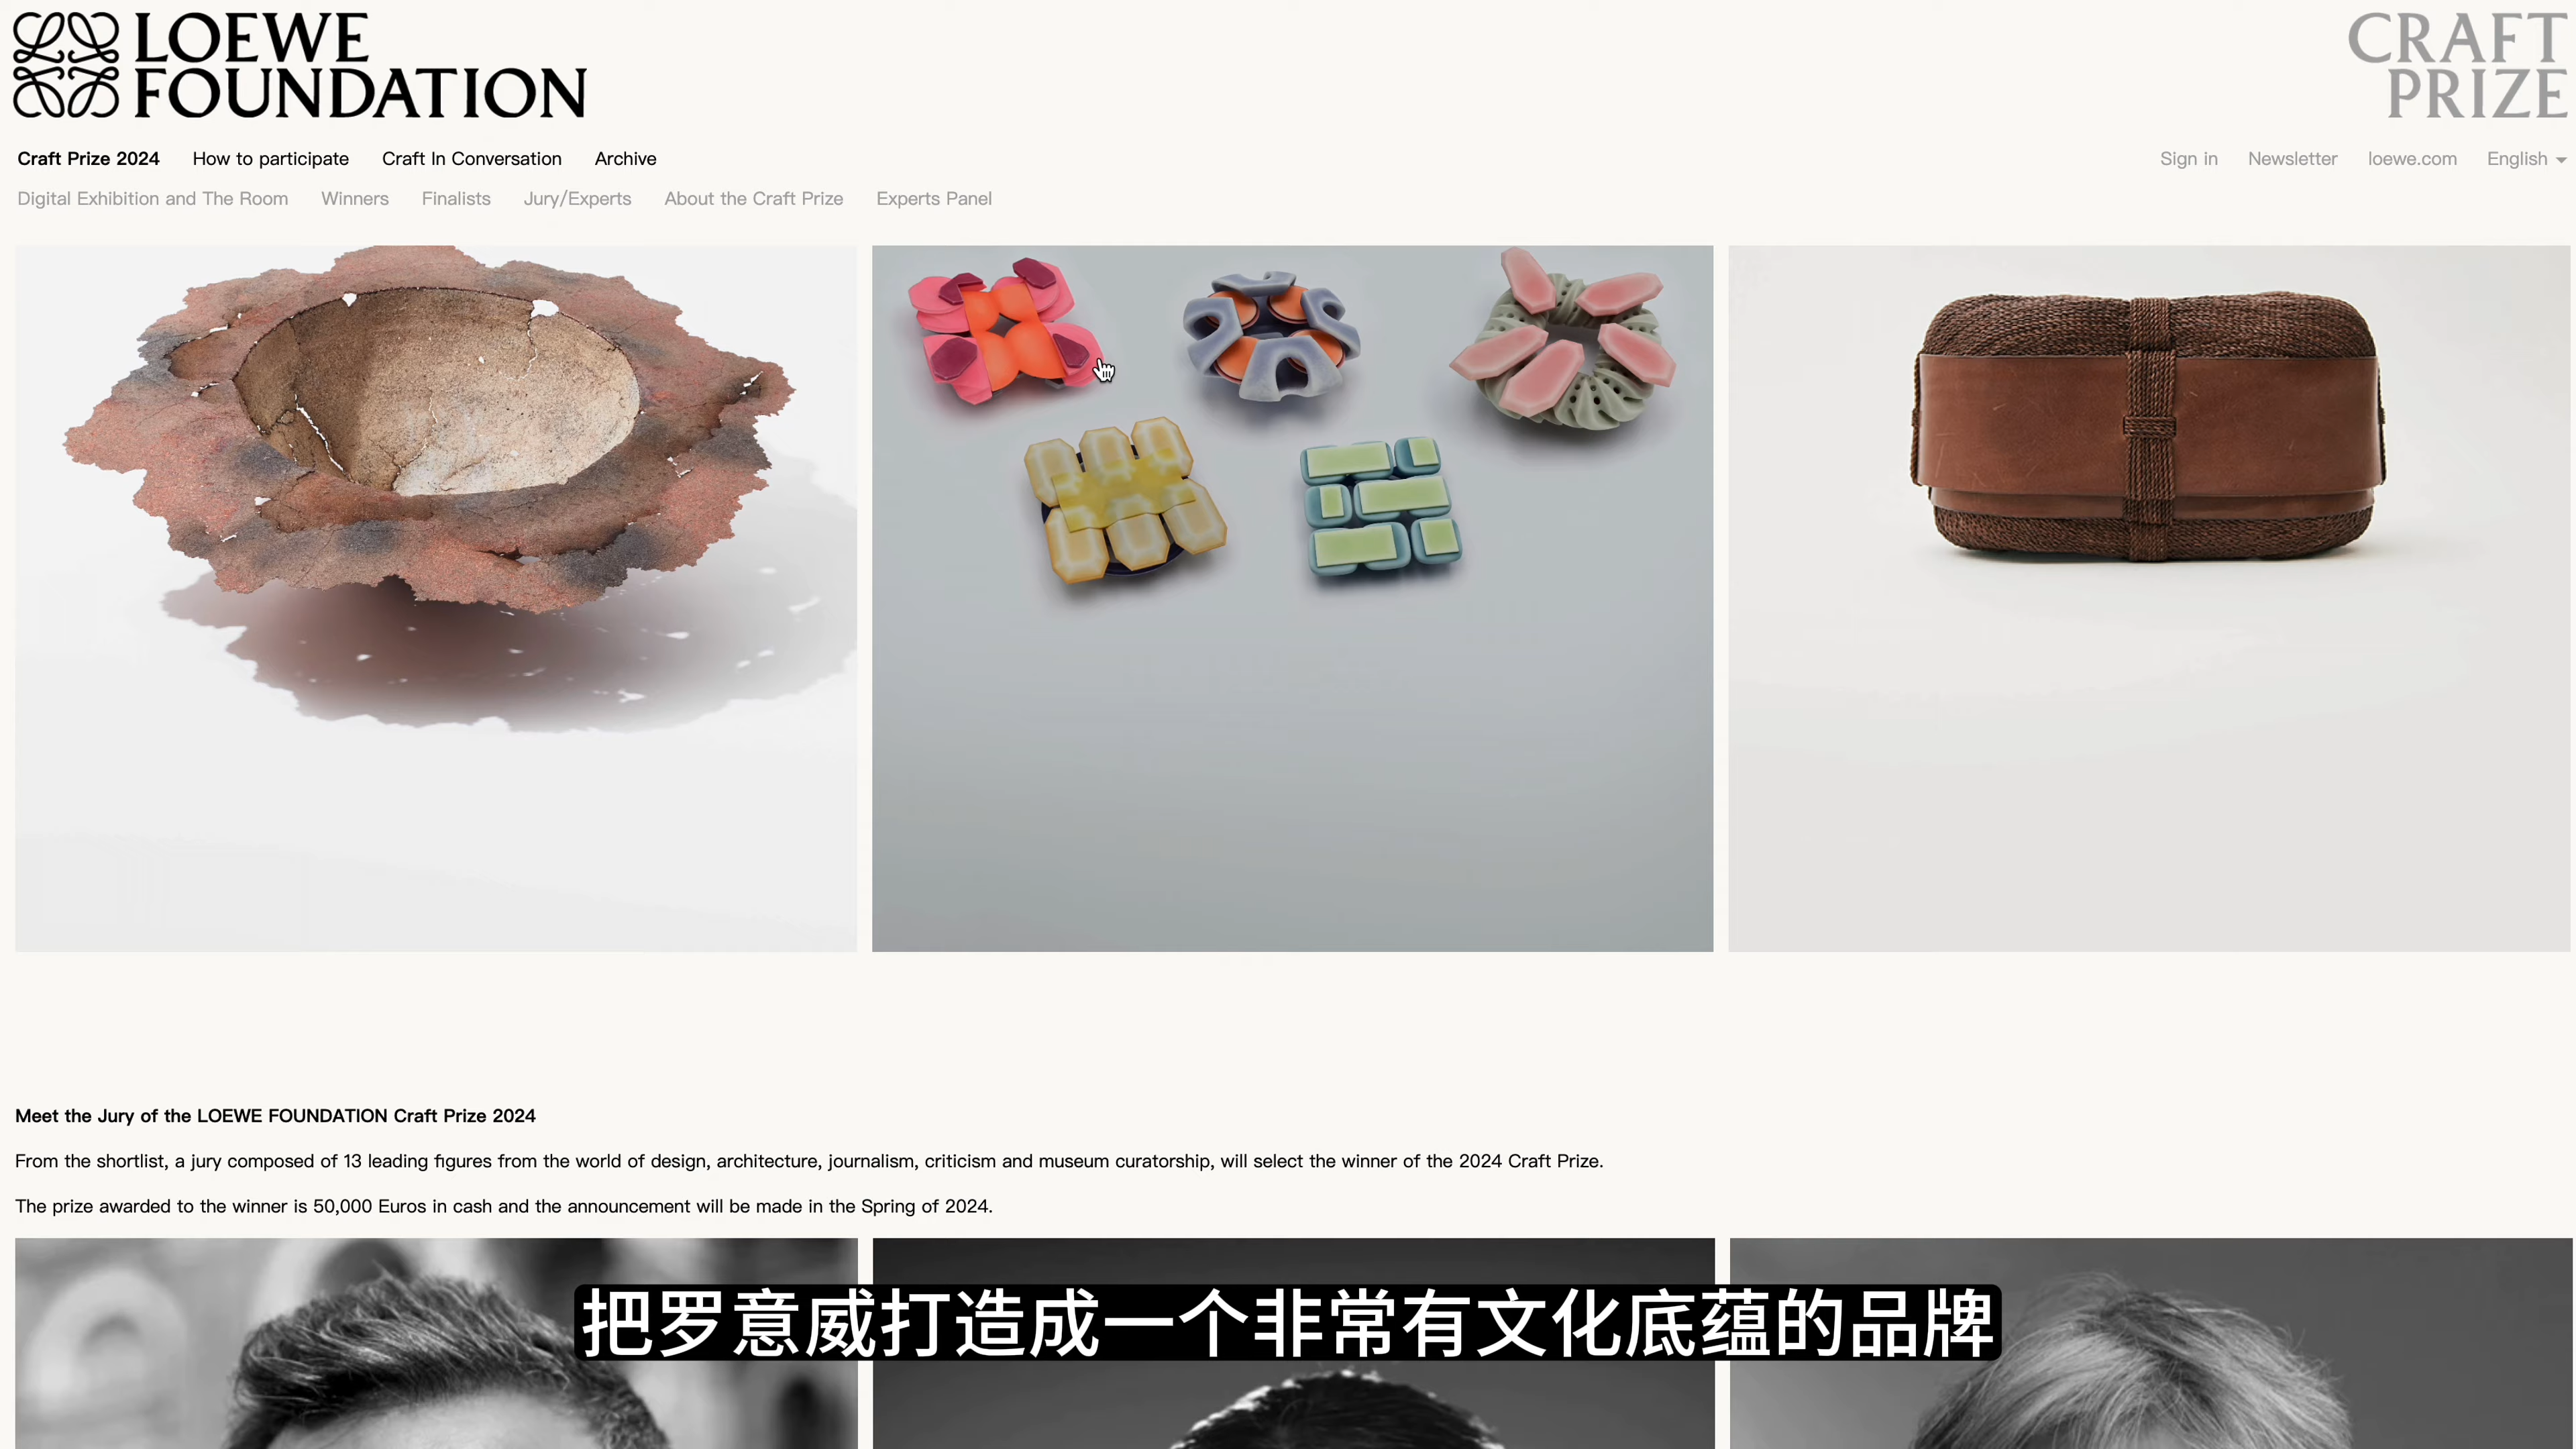 LOEWE
FOUNDATION
CRAFT
PRIZE
Craft Prize 2024 How to participate Craft In Conversation Archive
Sign in Newsletter loewe.com English
Digital Exhibition and The Room Winners Finalists Jury/Experts About the Craft Prize Experts Panel
Meet the Jury of the LOEWE FOUNDATION Craft Prize 2024
From the shortlist, a jury composed of 13 leading figures from the world of design, architecture, journalism, criticism and museum curatorship, will select the winner of the 2024 Craft Prize.
The prize awarded to the winner is 50,000 Euros in cash and the announcement will be made in the Spring of 2024.
把罗意威打造成一个非常有文化底蕴的品牌